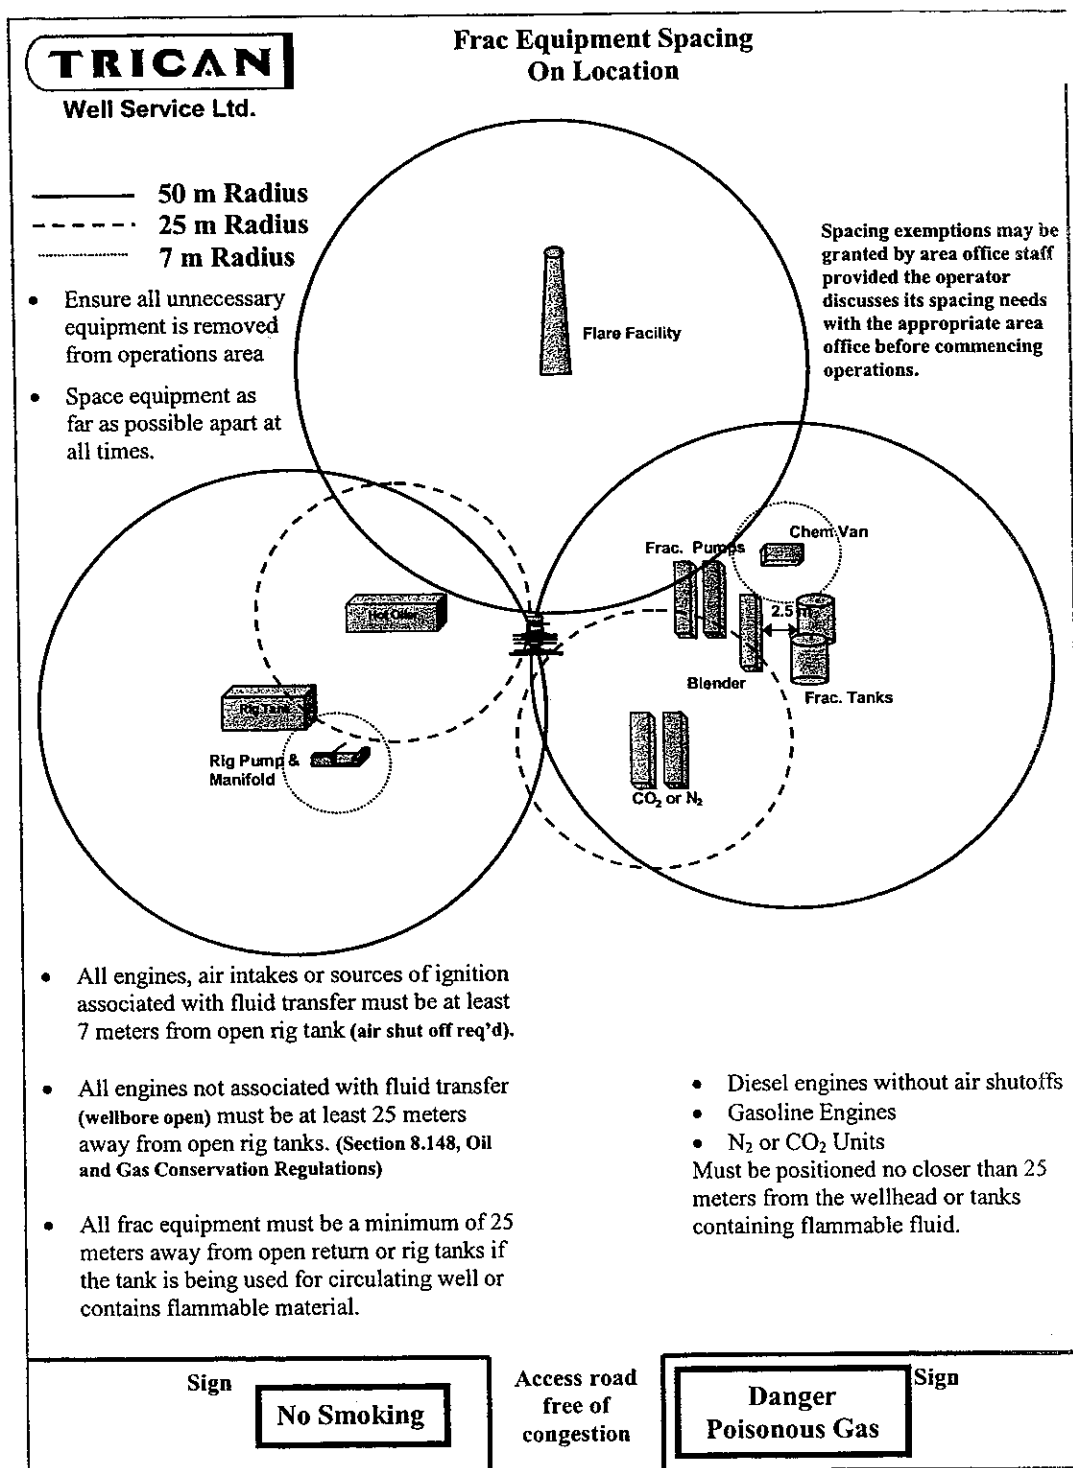 TRICAN
Well Service Ltd.
Frac Equipment Spacing
On Location
50 m Radius
25 m Radius
7 m Radius
• Ensure all unnecessary
equipment is removed
from operations area
• Space equipment as
far as possible apart at
all times.
Spacing exemptions may be
granted by area office staff
provided the operator
discusses its spacing needs
with the appropriate area
office before commencing
operations.
Flare Facility
Frac. Pumps
Chem Van
2.5 m
Hot Oiler
Blender
Frac. Tanks
Rig Tank
Rig Pump &
Manifold
CO₂ or N₂
• All engines, air intakes or sources of ignition
associated with fluid transfer must be at least
7 meters from open rig tank (air shut off req'd).
• All engines not associated with fluid transfer
(wellbore open) must be at least 25 meters
away from open rig tanks. (Section 8.148, Oil
and Gas Conservation Regulations)
• All frac equipment must be a minimum of 25
meters away from open return or rig tanks if
the tank is being used for circulating well or
contains flammable material.
• Diesel engines without air shutoffs
• Gasoline Engines
• N₂ or CO₂ Units
Must be positioned no closer than 25
meters from the wellhead or tanks
containing flammable fluid.
Sign
No Smoking
Access road
free of
congestion
Danger
Poisonous Gas
Sign